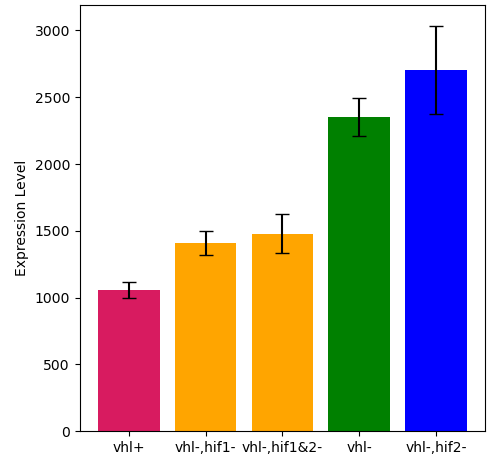 3000
2500
2000
1500
1000
500
0
Expression Level
vhl+
vhl-,hif1-
vhl-,hif1&2-
vhl-
vhl-,hif2-